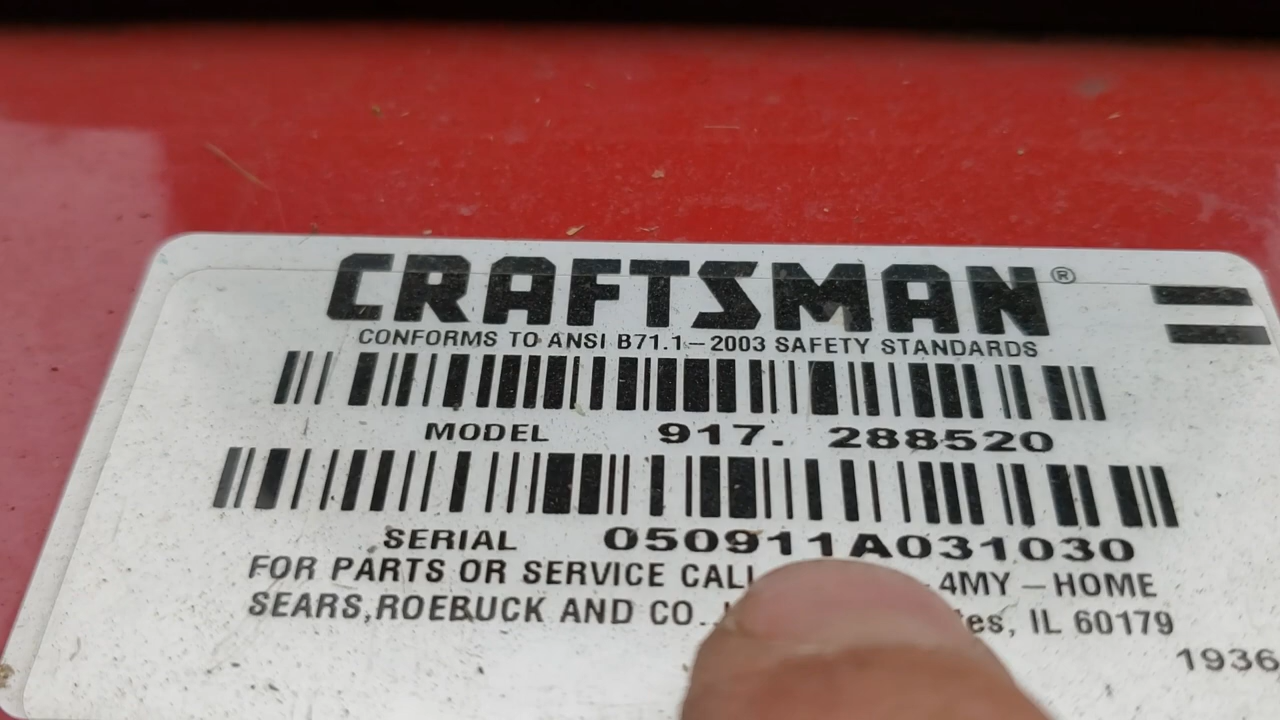 CRAFTSMAN®
CONFORMS TO ANSI B71.1-2003 SAFETY STANDARDS
MODEL 917. 288520
SERIAL 050911A031030
FOR PARTS OR SERVICE CALL 4MY-HOME
SEARS,ROEBUCK AND CO. IL 60179
1936